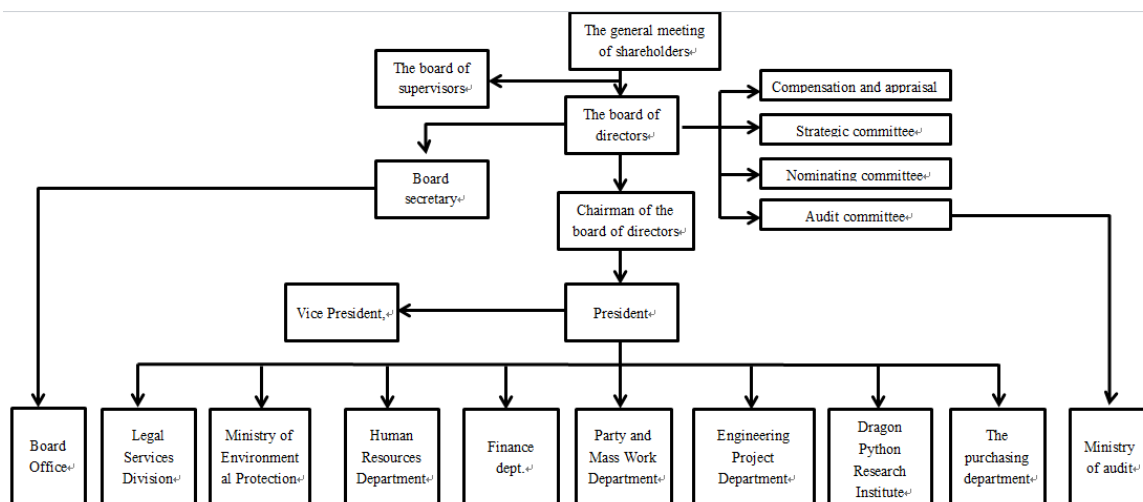 The general meeting
of shareholders
The board of
supervisors
Compensation and appraisal
The board of
directors
Strategic committee
Board
secretary
Nominating committee
Chairman of the
board of directors
Audit committee
Vice President,
President
Board
Office
Legal
Services
Division
Ministry of
Environment
al Protection
Human
Resources
Department
Finance
dept.
Party and
Mass Work
Department
Engineering
Project
Department
Dragon
Python
Research
Institute
The
purchasing
department
Ministry
of audit